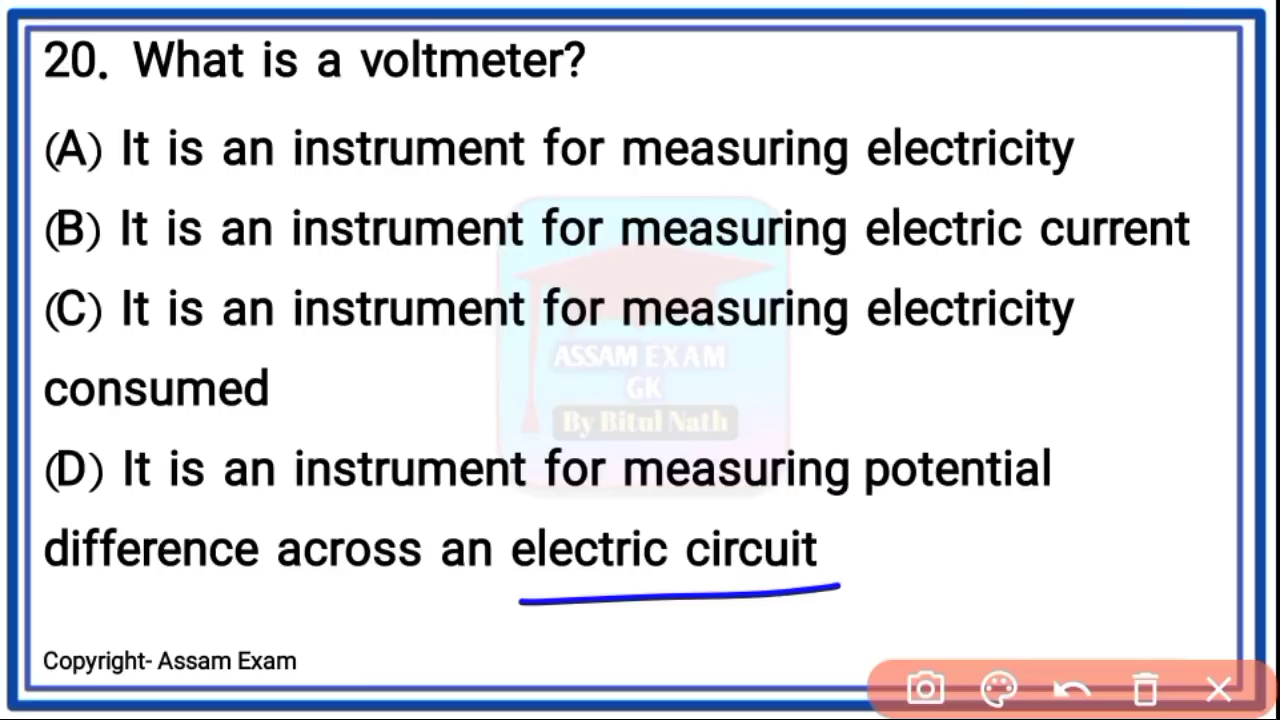 20. What is a voltmeter?
(A) It is an instrument for measuring electricity
(B) It is an instrument for measuring electric current
(C) It is an instrument for measuring electricity
consumed
ASSAM EXAM
GK
By Bitul Nath
(D) It is an instrument for measuring potential
difference across an electric circuit
Copyright- Assam Exam